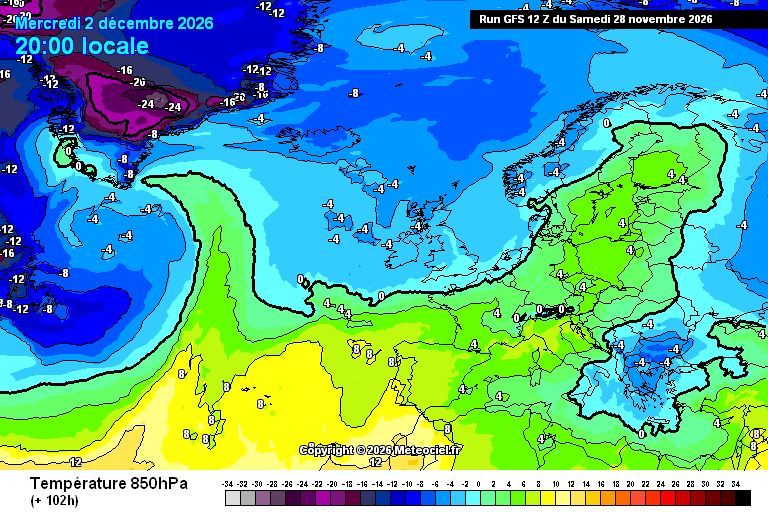 Mercredi 2 décembre 2026
20:00 locale
Run GFS 12 Z du Samedi 28 novembre 2026
Copyright © 2026 Meteociel.fr
Température 850hPa
(+ 102h)
-34 -32 -30 -28 -26 -24 -22 -20 -18 -16 -14 -12 -10 -8 -6 -4 -2 0 2 4 6 8 10 12 14 16 18 20 22 24 26 28 30 32 34